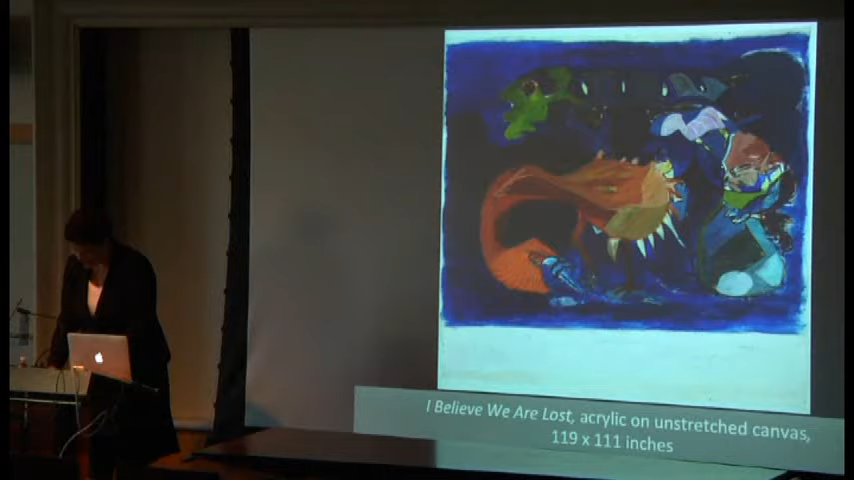 I Believe We Are Lost, acrylic on unstretched canvas,
119 x 111 inches